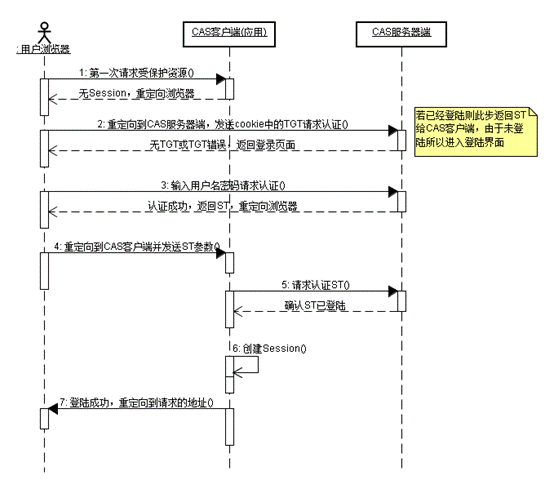 : 用户浏览器
CAS客户端(应用)
CAS服务器端
1: 第一次请求受保护资源()
无Session，重定向浏览器
2: 重定向到CAS服务器端，发送cookie中的TGT请求认证()
若已经登陆则此步返回ST
给CAS客户端，由于未登
陆所以进入登陆界面
无TGT或TGT错误，返回登录页面
3: 输入用户名密码请求认证()
认证成功，返回ST，重定向浏览器
4: 重定向到CAS客户端并发送ST参数()
5: 请求认证ST()
确认ST已登陆
6: 创建Session()
7: 登陆成功，重定向到请求的地址()